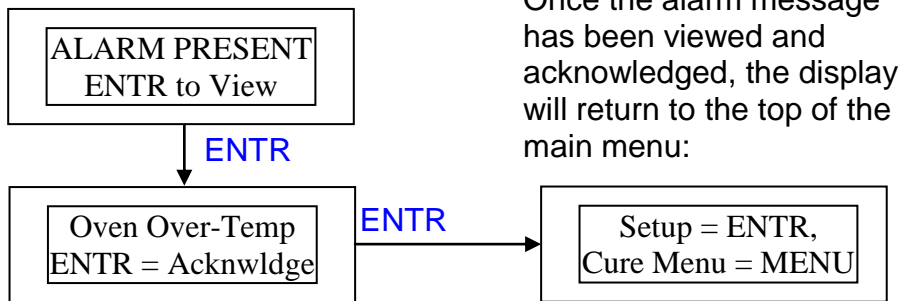 ALARM PRESENT
ENTR to View
Once the alarm message
has been viewed and
acknowledged, the display
will return to the top of the
main menu:
ENTR
Oven Over-Temp
ENTR = Acknwldge
ENTR
Setup = ENTR,
Cure Menu = MENU